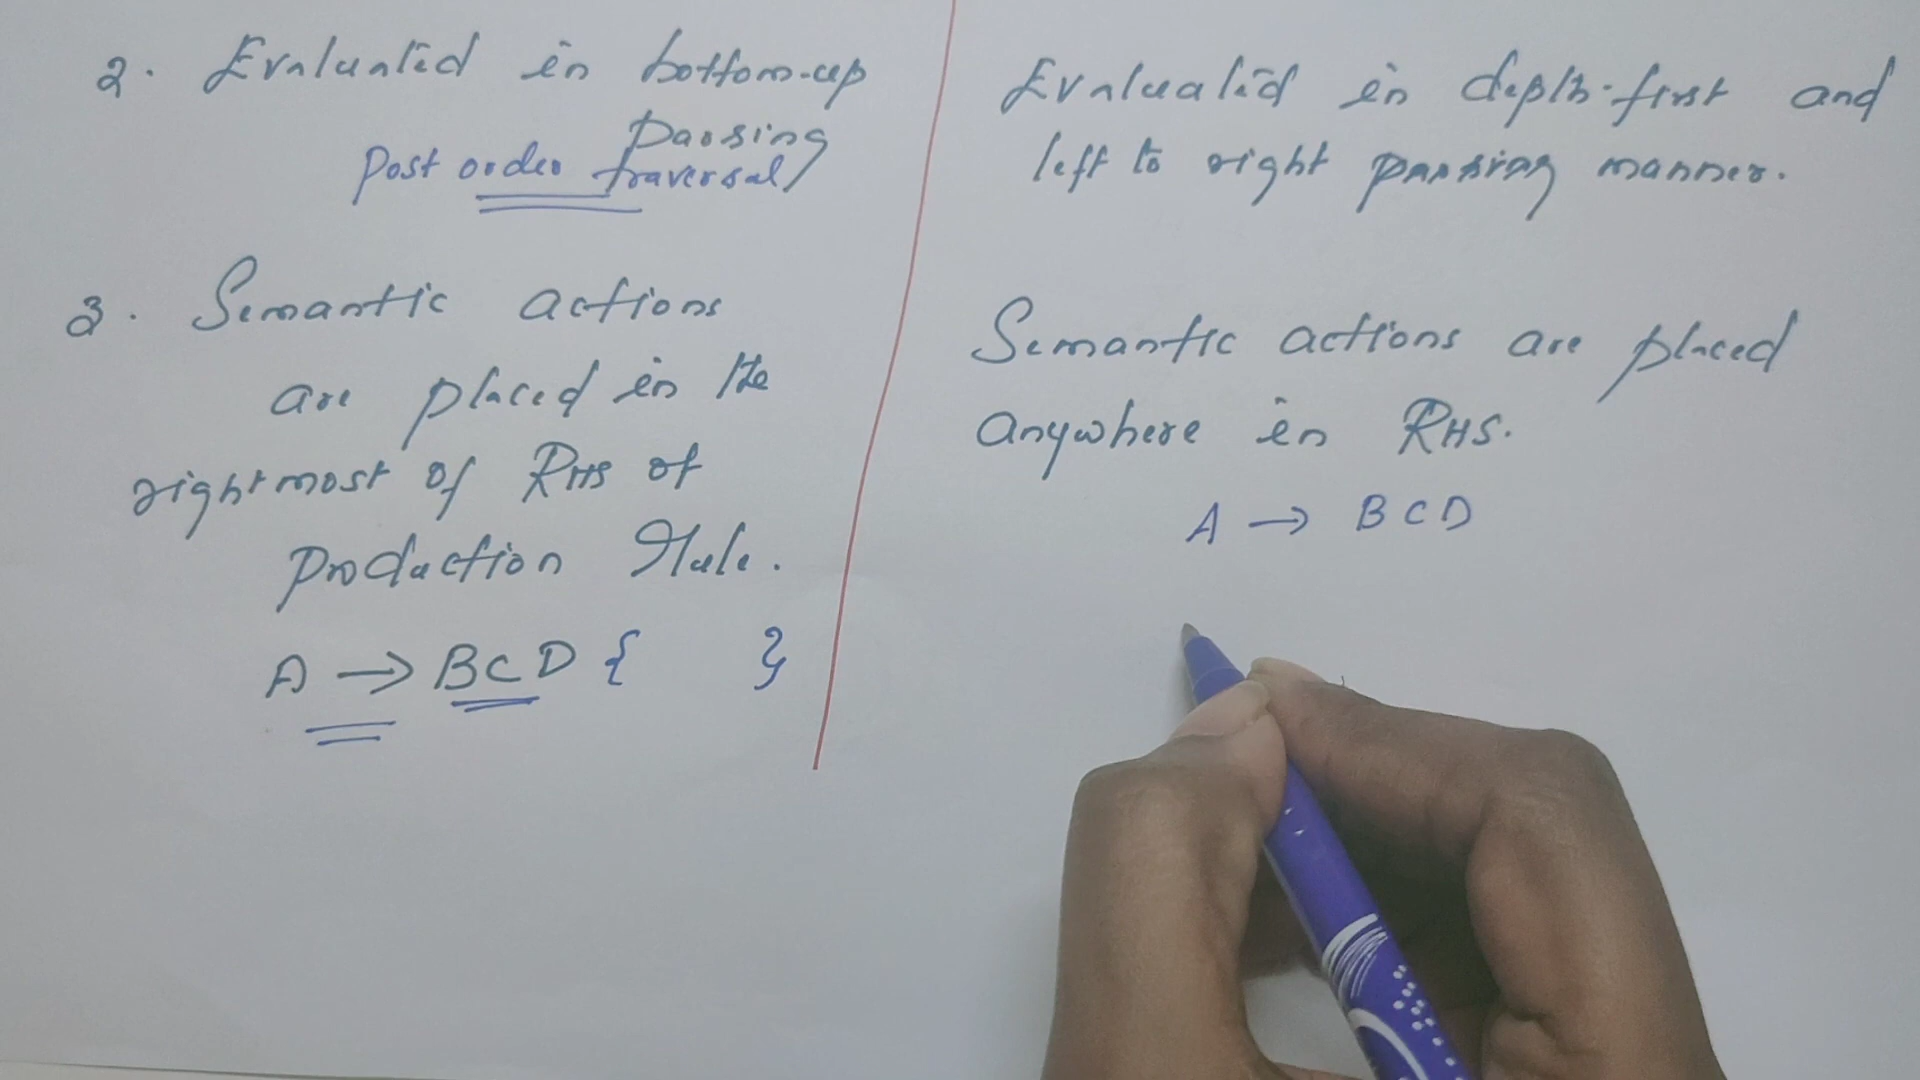 2. Evaluated in bottom-up
parsing
post order traversal
3. Semantic actions
are placed in the
rightmost of RHS of
production rule.
A → BCD { }
Evaluated in depth-first and
left to right parsing manner.
Semantic actions are placed
anywhere in RHS.
A → BCD